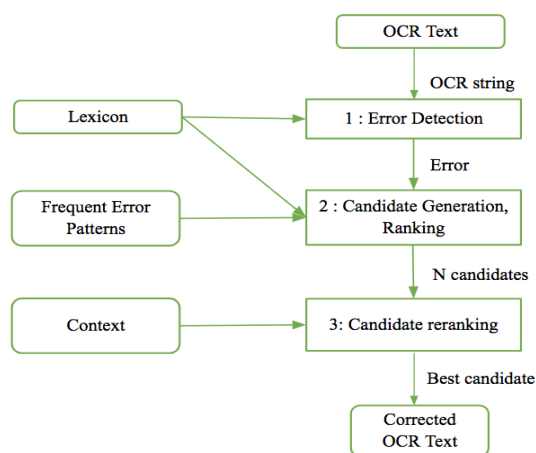 OCR Text
OCR string
Lexicon
1 : Error Detection
Error
Frequent Error
Patterns
2 : Candidate Generation,
Ranking
N candidates
Context
3: Candidate reranking
Best candidate
Corrected
OCR Text